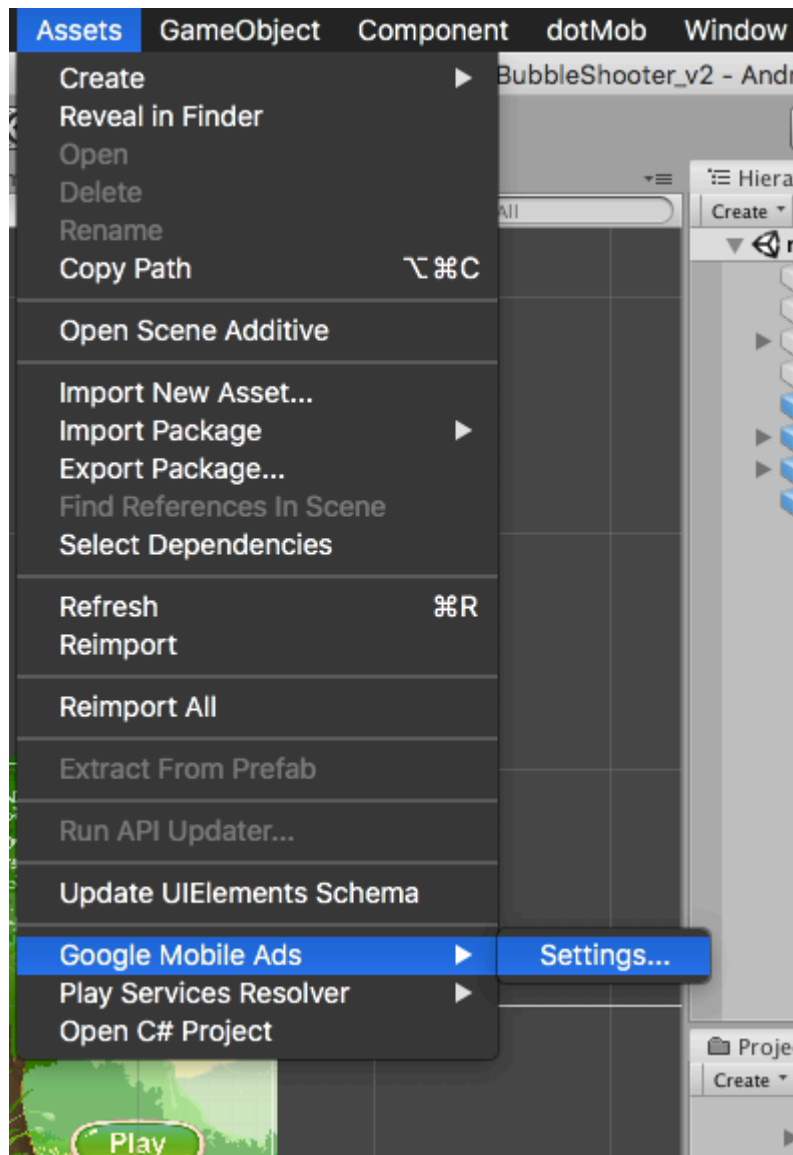 Assets GameObject Component dotMob Window
BubbleShooter_v2 - Andr
Create
Reveal in Finder
Open
Delete
Rename
Copy Path ⌥⌘C
Open Scene Additive
Import New Asset...
Import Package
Export Package...
Find References In Scene
Select Dependencies
Refresh ⌘R
Reimport
Reimport All
Extract From Prefab
Run API Updater...
Update UIElements Schema
Google Mobile Ads
Settings...
Play Services Resolver
Open C# Project
All
Hiera
Create
Proje
Create
Play